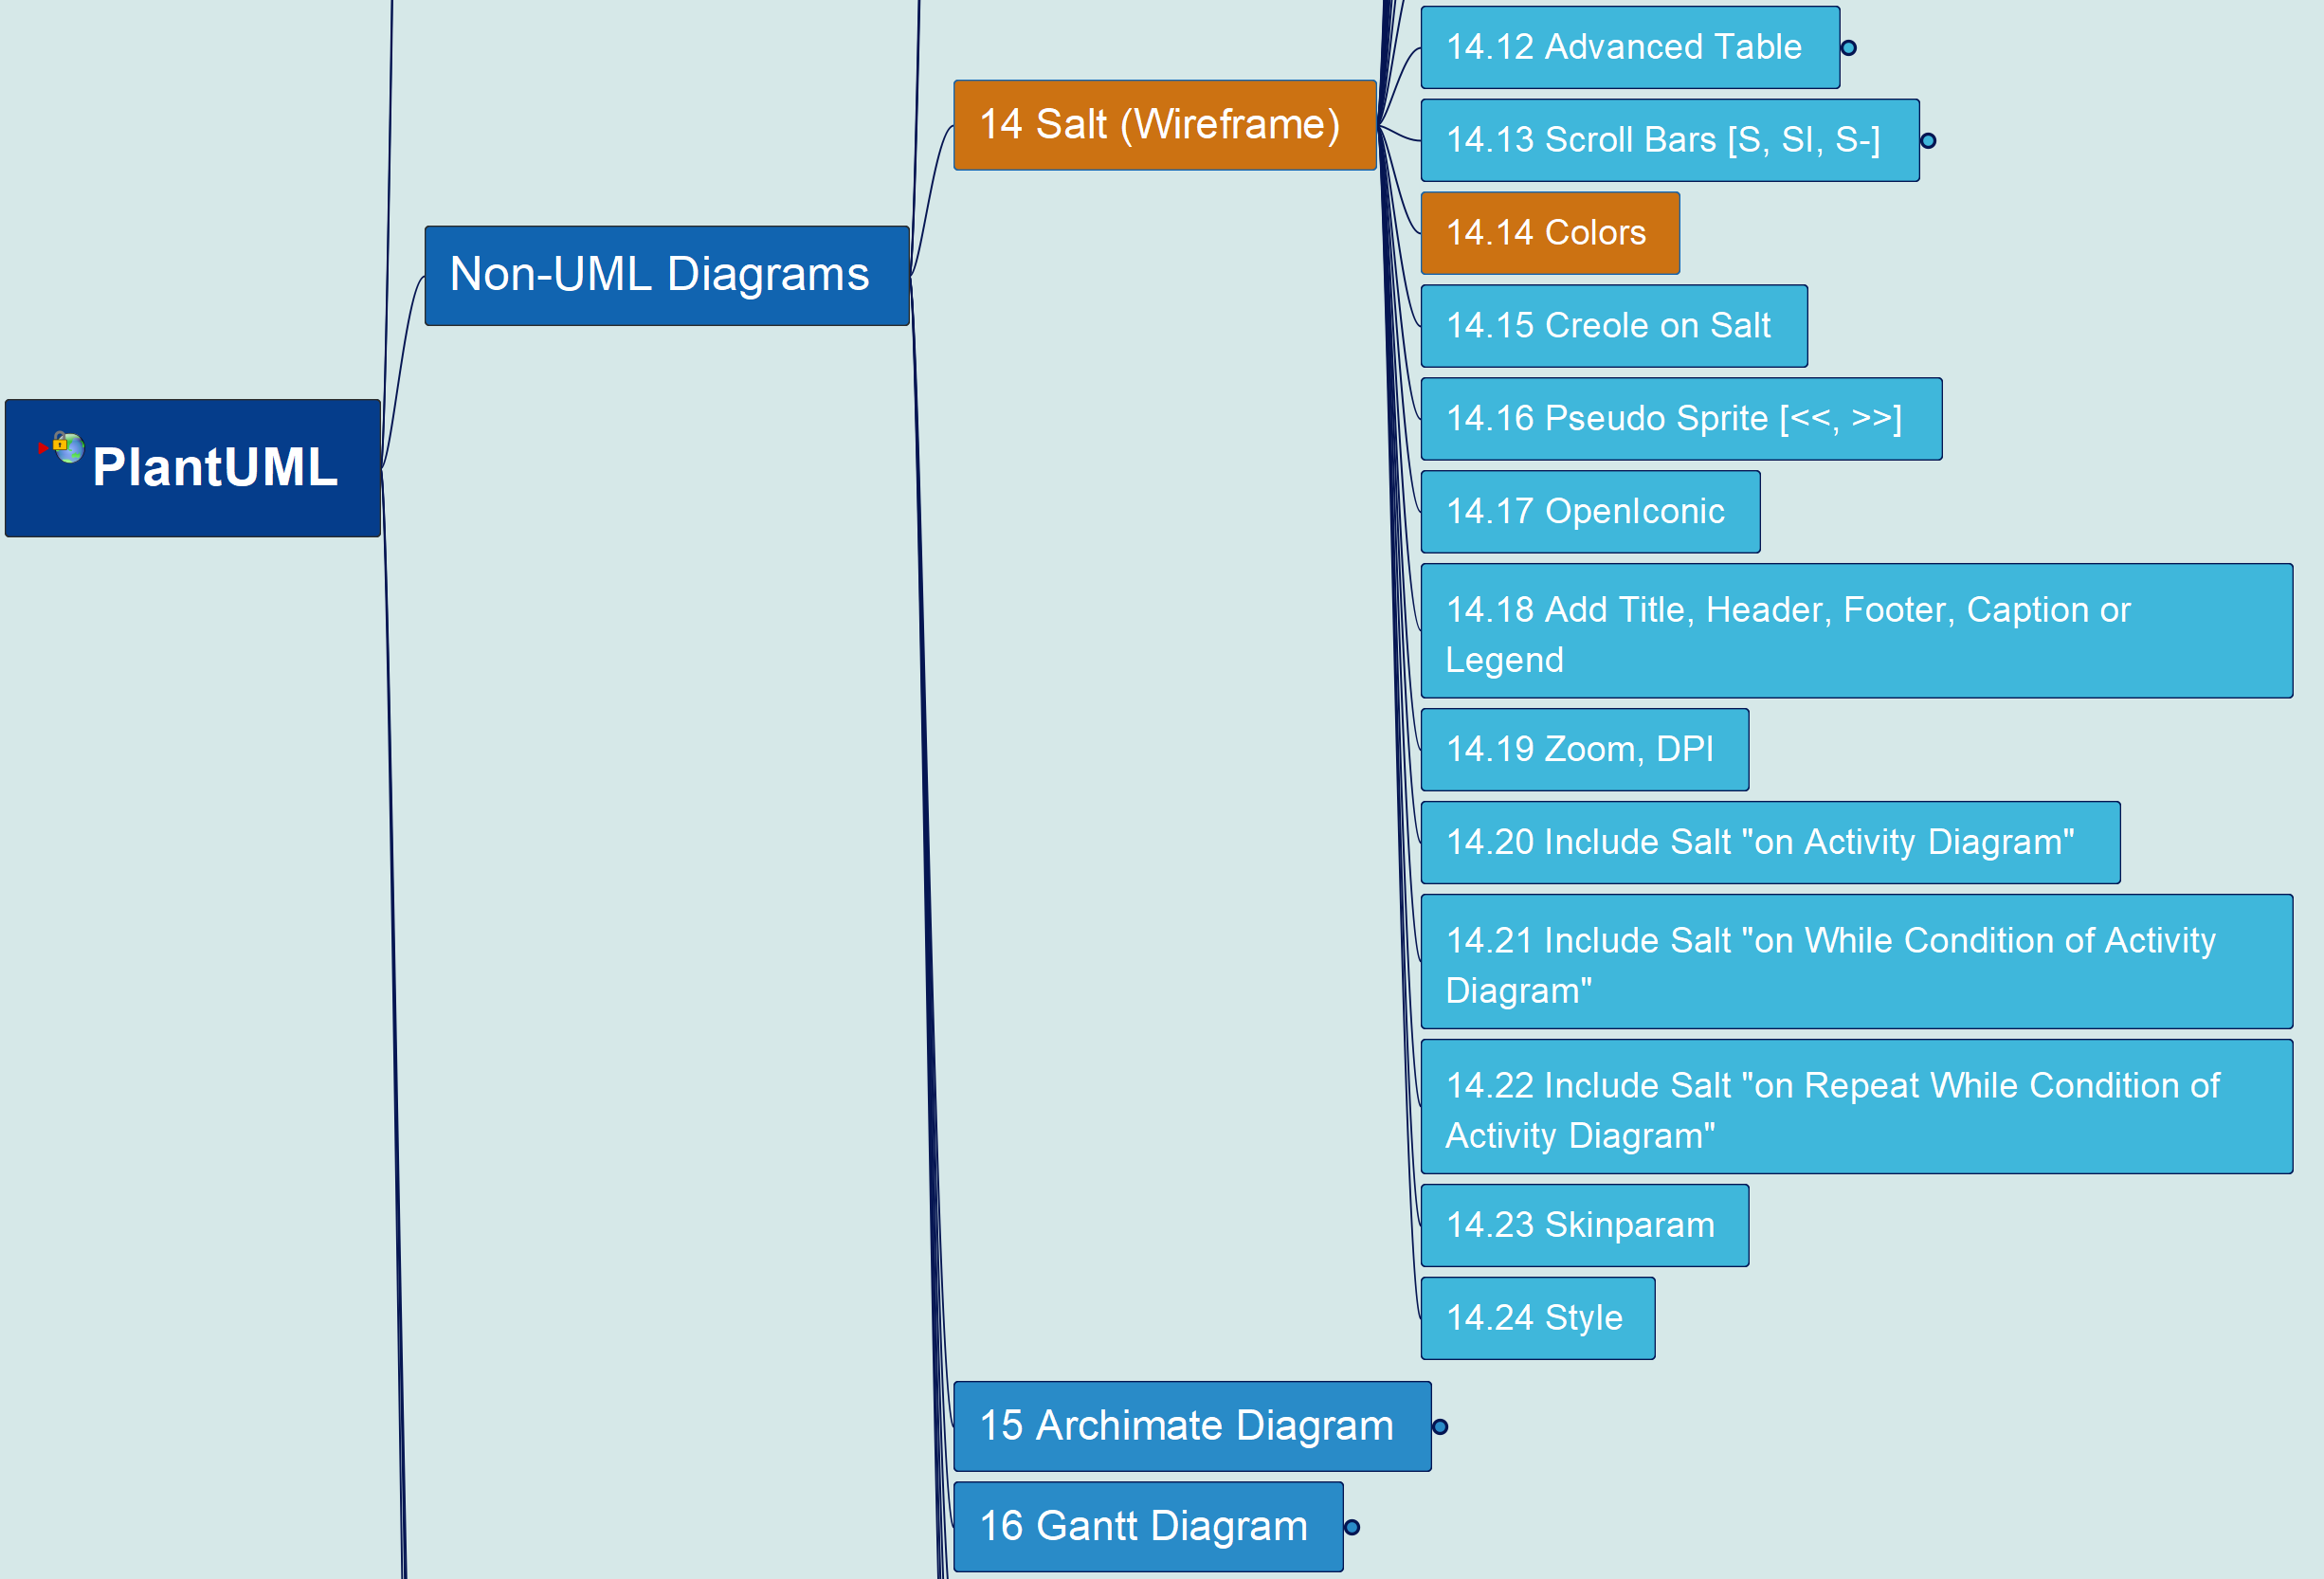 PlantUML
Non-UML Diagrams
14 Salt (Wireframe)
14.12 Advanced Table
14.13 Scroll Bars [S, SI, S-]
14.14 Colors
14.15 Creole on Salt
14.16 Pseudo Sprite [<<, >>]
14.17 OpenIconic
14.18 Add Title, Header, Footer, Caption or
Legend
14.19 Zoom, DPI
14.20 Include Salt "on Activity Diagram"
14.21 Include Salt "on While Condition of Activity
Diagram"
14.22 Include Salt "on Repeat While Condition of
Activity Diagram"
14.23 Skinparam
14.24 Style
15 Archimate Diagram
16 Gantt Diagram